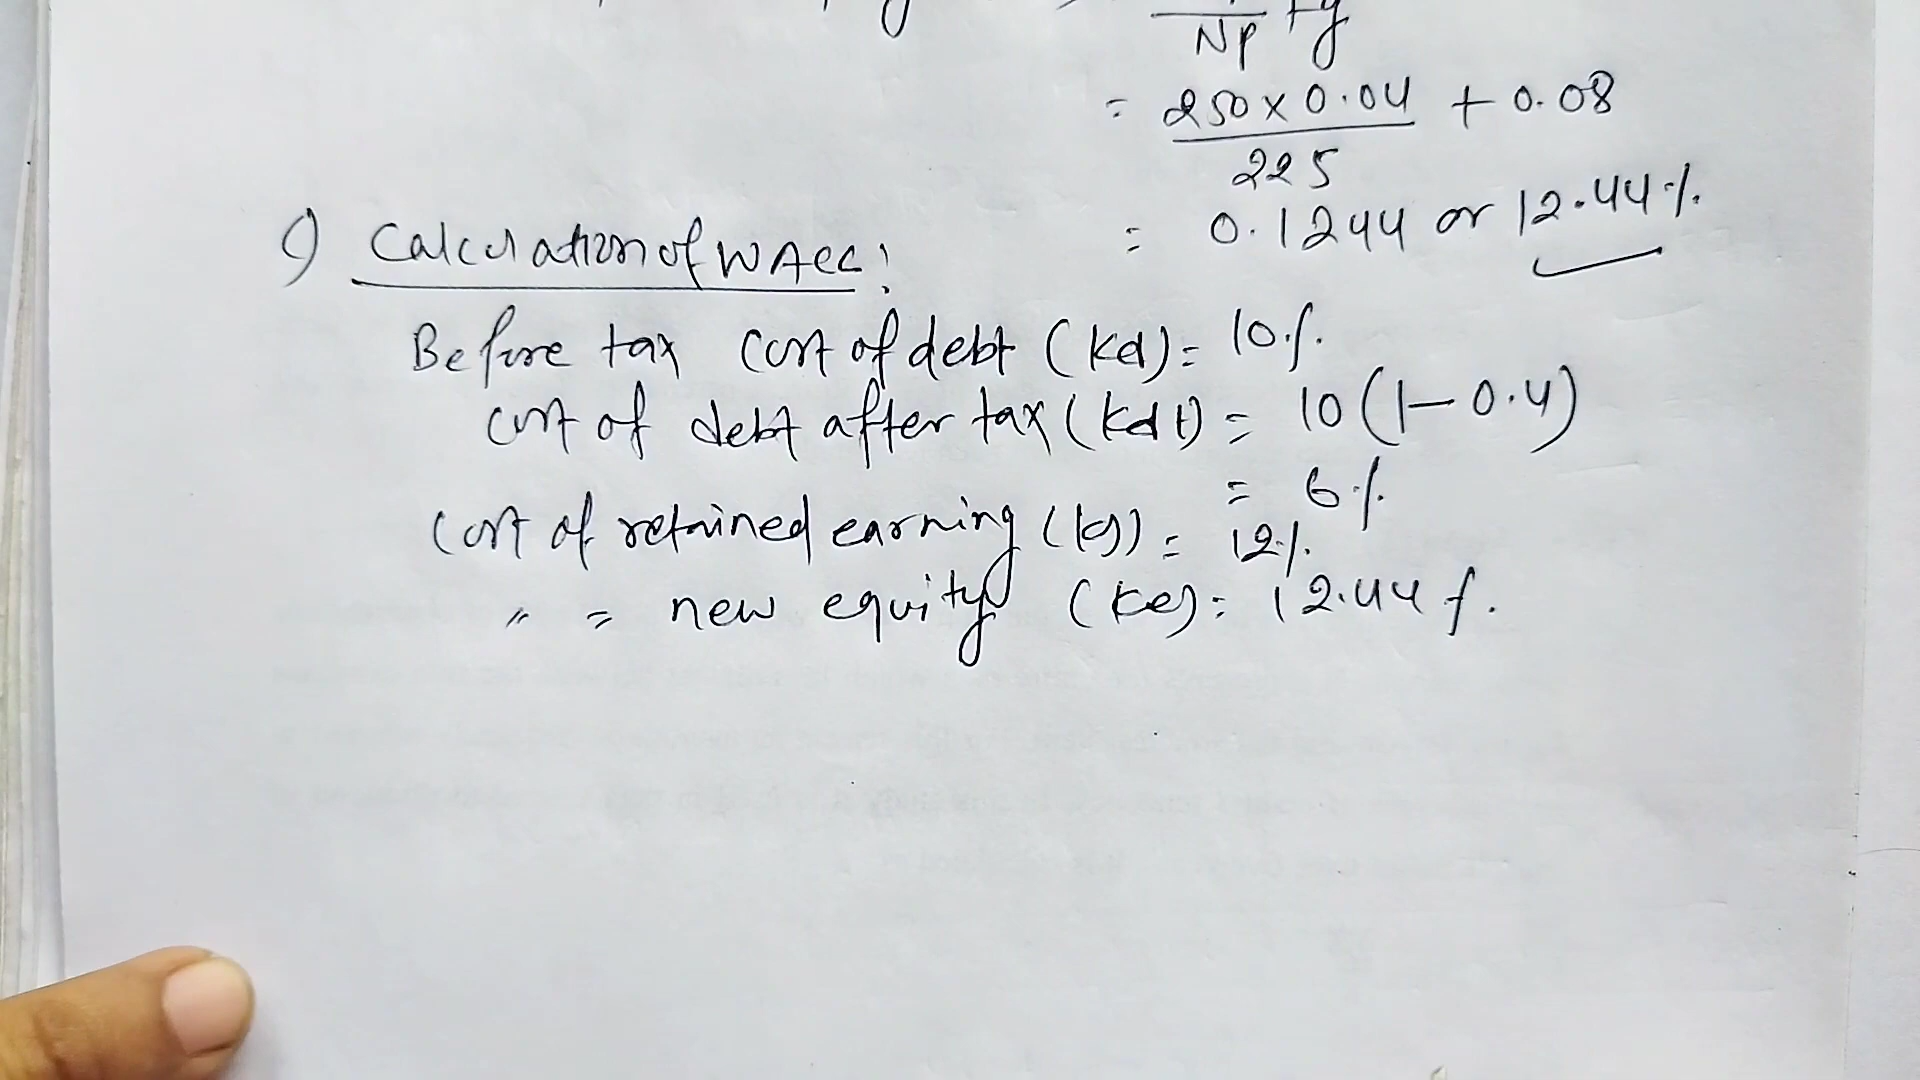 NP + g
= 250 × 0.04 + 0.08
225
= 0.1244 or 12.44%
c) Calculation of WACC:
Before tax cost of debt (Kd) = 10%.
cost of debt after tax (Kdt) = 10 (1 - 0.4)
= 6%
Cost of retained earning (Ks) = 12%.
" = new equity (Ke) = 12.44%.